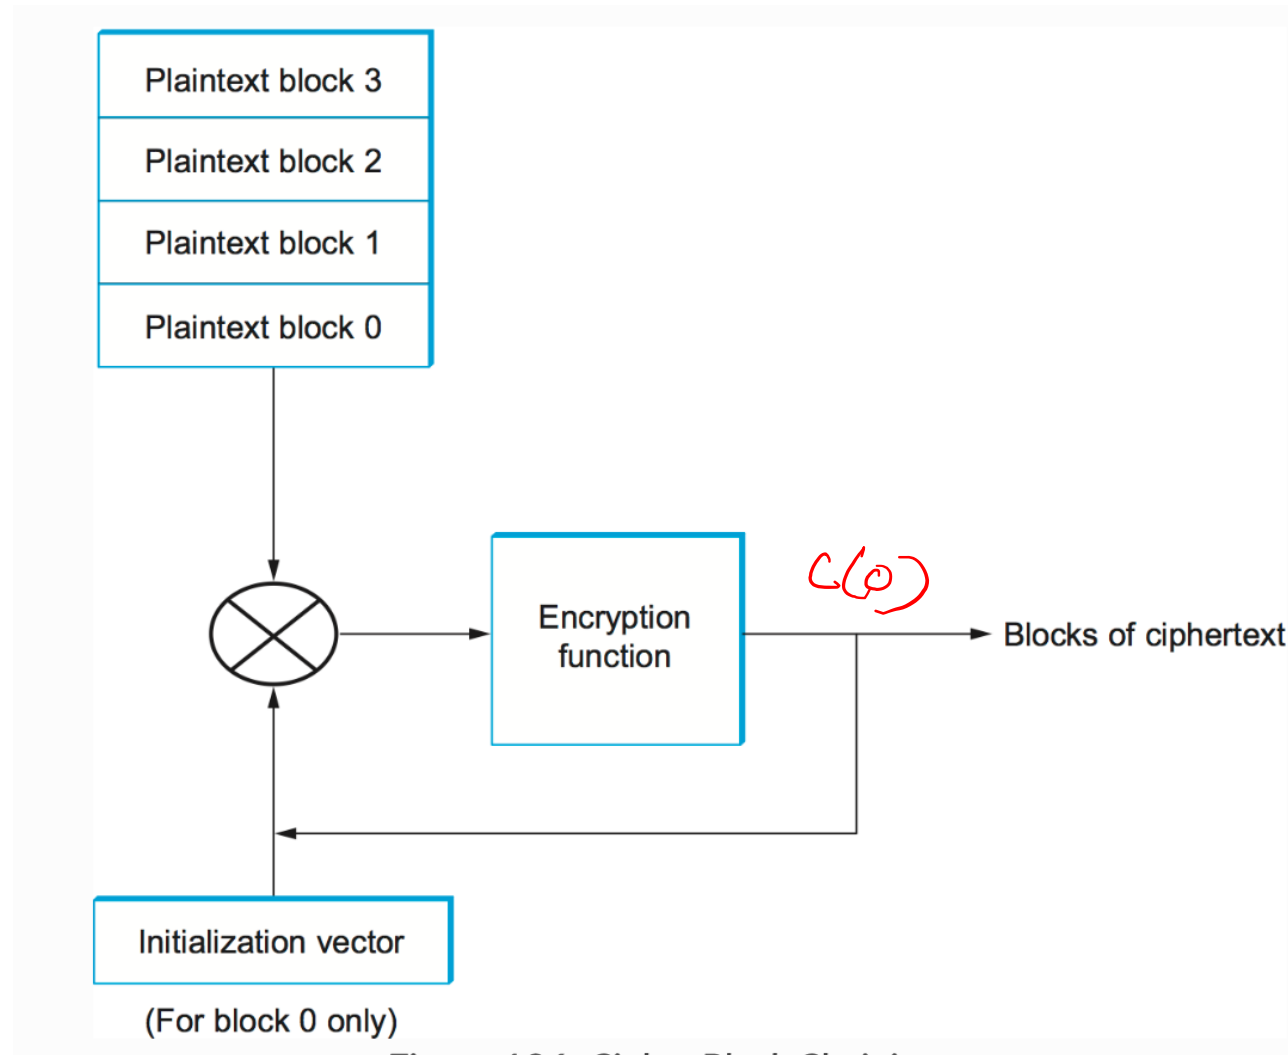 Plaintext block 3
Plaintext block 2
Plaintext block 1
Plaintext block 0
Encryption
function
C(0)
Blocks of ciphertext
Initialization vector
(For block 0 only)